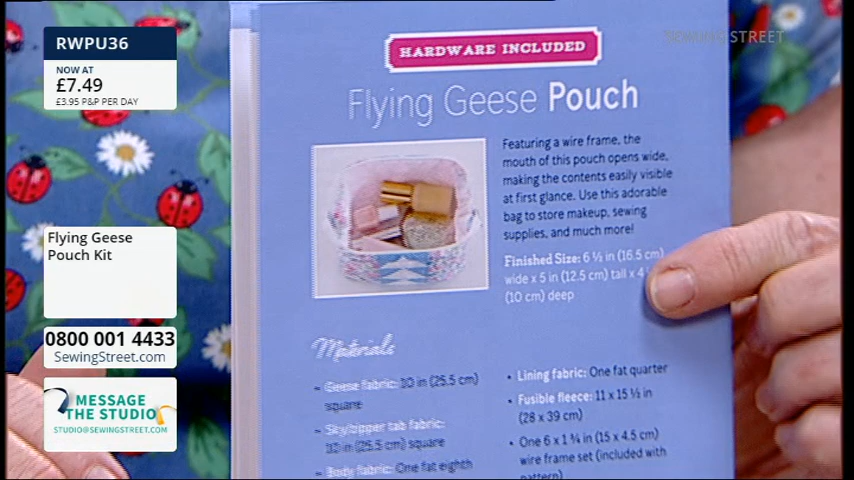 RWPU36
NOW AT
£7.49
£3.95 P&P PER DAY
Flying Geese
Pouch Kit
0800 001 4433
SewingStreet.com
MESSAGE
THE STUDIO
STUDIO@SEWINGSTREET.COM
SEWING STREET
HARDWARE INCLUDED
Flying Geese Pouch
Featuring a wire frame, the
mouth of this pouch opens wide,
making the contents easily visible
at first glance. Use this adorable
bag to store makeup, sewing
supplies, and much more!
Finished Size: 6 ½ in (16.5 cm)
wide x 5 in (12.5 cm) tall x 4
(10 cm) deep
Materials
- Geese fabric: 10 in (25.5 cm)
square
- Sky/zipper tab fabric:
10 in (25.5 cm) square
- Body fabric: One fat eighth
• Lining fabric: One fat quarter
• Fusible fleece: 11 x 15 ½ in
(28 x 39 cm)
• One 6 x 1 ¾ in (15 x 4.5 cm)
wire frame set (included with
pattern)